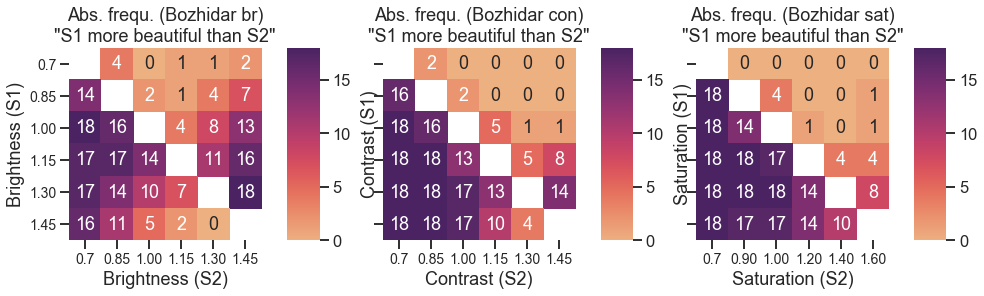 Abs. frequ. (Bozhidar br)
"S1 more beautiful than S2"
Brightness (S1)
0.7 4 0 1 1 2
0.85 14 2 1 4 7
1.00 18 16 4 8 13
1.15 17 17 14 11 16
1.30 17 14 10 7 18
1.45 16 11 5 2 0
0.7 0.85 1.00 1.15 1.30 1.45
Brightness (S2)
15
10
5
0
Abs. frequ. (Bozhidar con)
"S1 more beautiful than S2"
Contrast (S1)
2 0 0 0 0
16 2 0 0 0
18 16 5 1 1
18 18 13 5 8
18 18 17 13 14
18 18 17 10 4
0.7 0.85 1.00 1.15 1.30 1.45
Contrast (S2)
15
10
5
0
Abs. frequ. (Bozhidar sat)
"S1 more beautiful than S2"
Saturation (S1)
0 0 0 0 0
18 4 0 0 1
18 14 1 0 1
18 18 17 4 4
18 18 18 14 8
18 17 17 14 10
0.7 0.90 1.00 1.20 1.40 1.60
Saturation (S2)
15
10
5
0